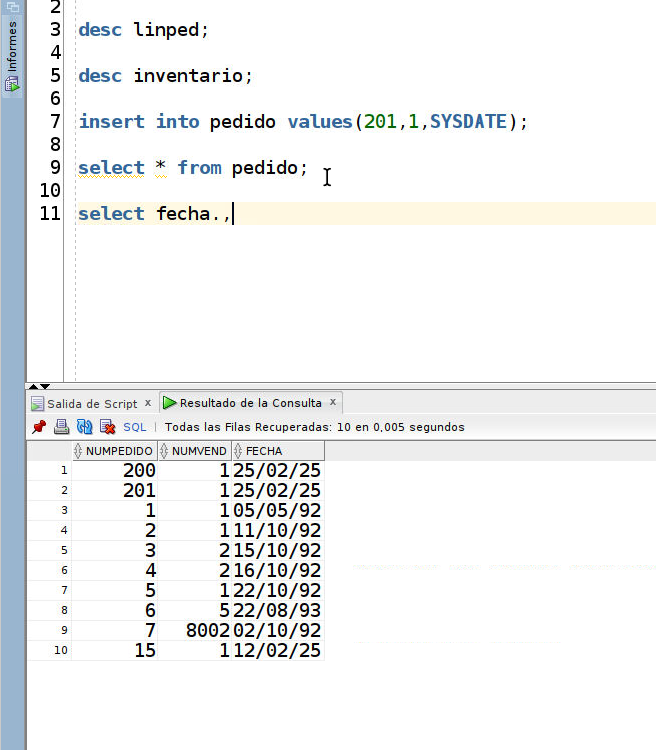 Informes
2
3 desc linped;
4
5 desc inventario;
6
7 insert into pedido values(201,1,SYSDATE);
8
9 select * from pedido;
10
11 select fecha.,
Salida de Script x Resultado de la Consulta x
SQL | Todas las Filas Recuperadas: 10 en 0,005 segundos
NUMPEDIDO NUMVEND FECHA
1 200 1 25/02/25
2 201 1 25/02/25
3 1 1 05/05/92
4 2 1 11/10/92
5 3 2 15/10/92
6 4 2 16/10/92
7 5 1 22/10/92
8 6 5 22/08/93
9 7 8002 02/10/92
10 15 1 12/02/25